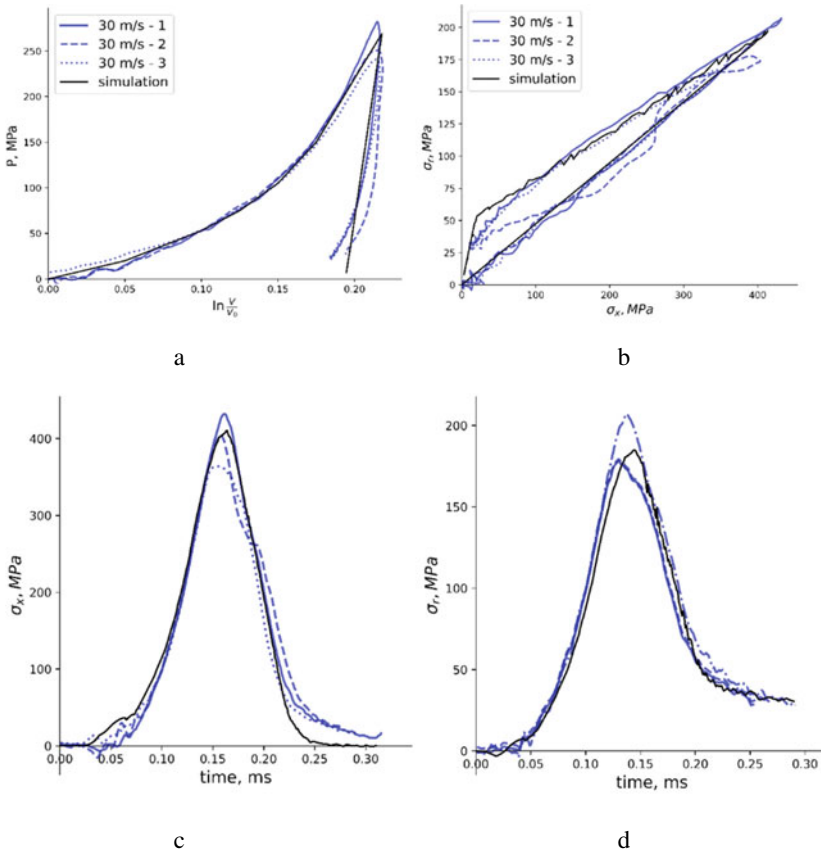 30 m/s - 1
30 m/s - 2
30 m/s - 3
simulation
P, MPa
250
200
150
100
50
0
0.00 0.05 0.10 0.15 0.20
ln V/V₀
a
30 m/s - 1
30 m/s - 2
30 m/s - 3
simulation
σr, MPa
200
175
150
125
100
75
50
25
0
0 100 200 300 400
σx, MPa
b
σx, MPa
400
300
200
100
0
0.00 0.05 0.10 0.15 0.20 0.25 0.30
time, ms
c
σr, MPa
200
150
100
50
0
0.00 0.05 0.10 0.15 0.20 0.25 0.30
time, ms
d